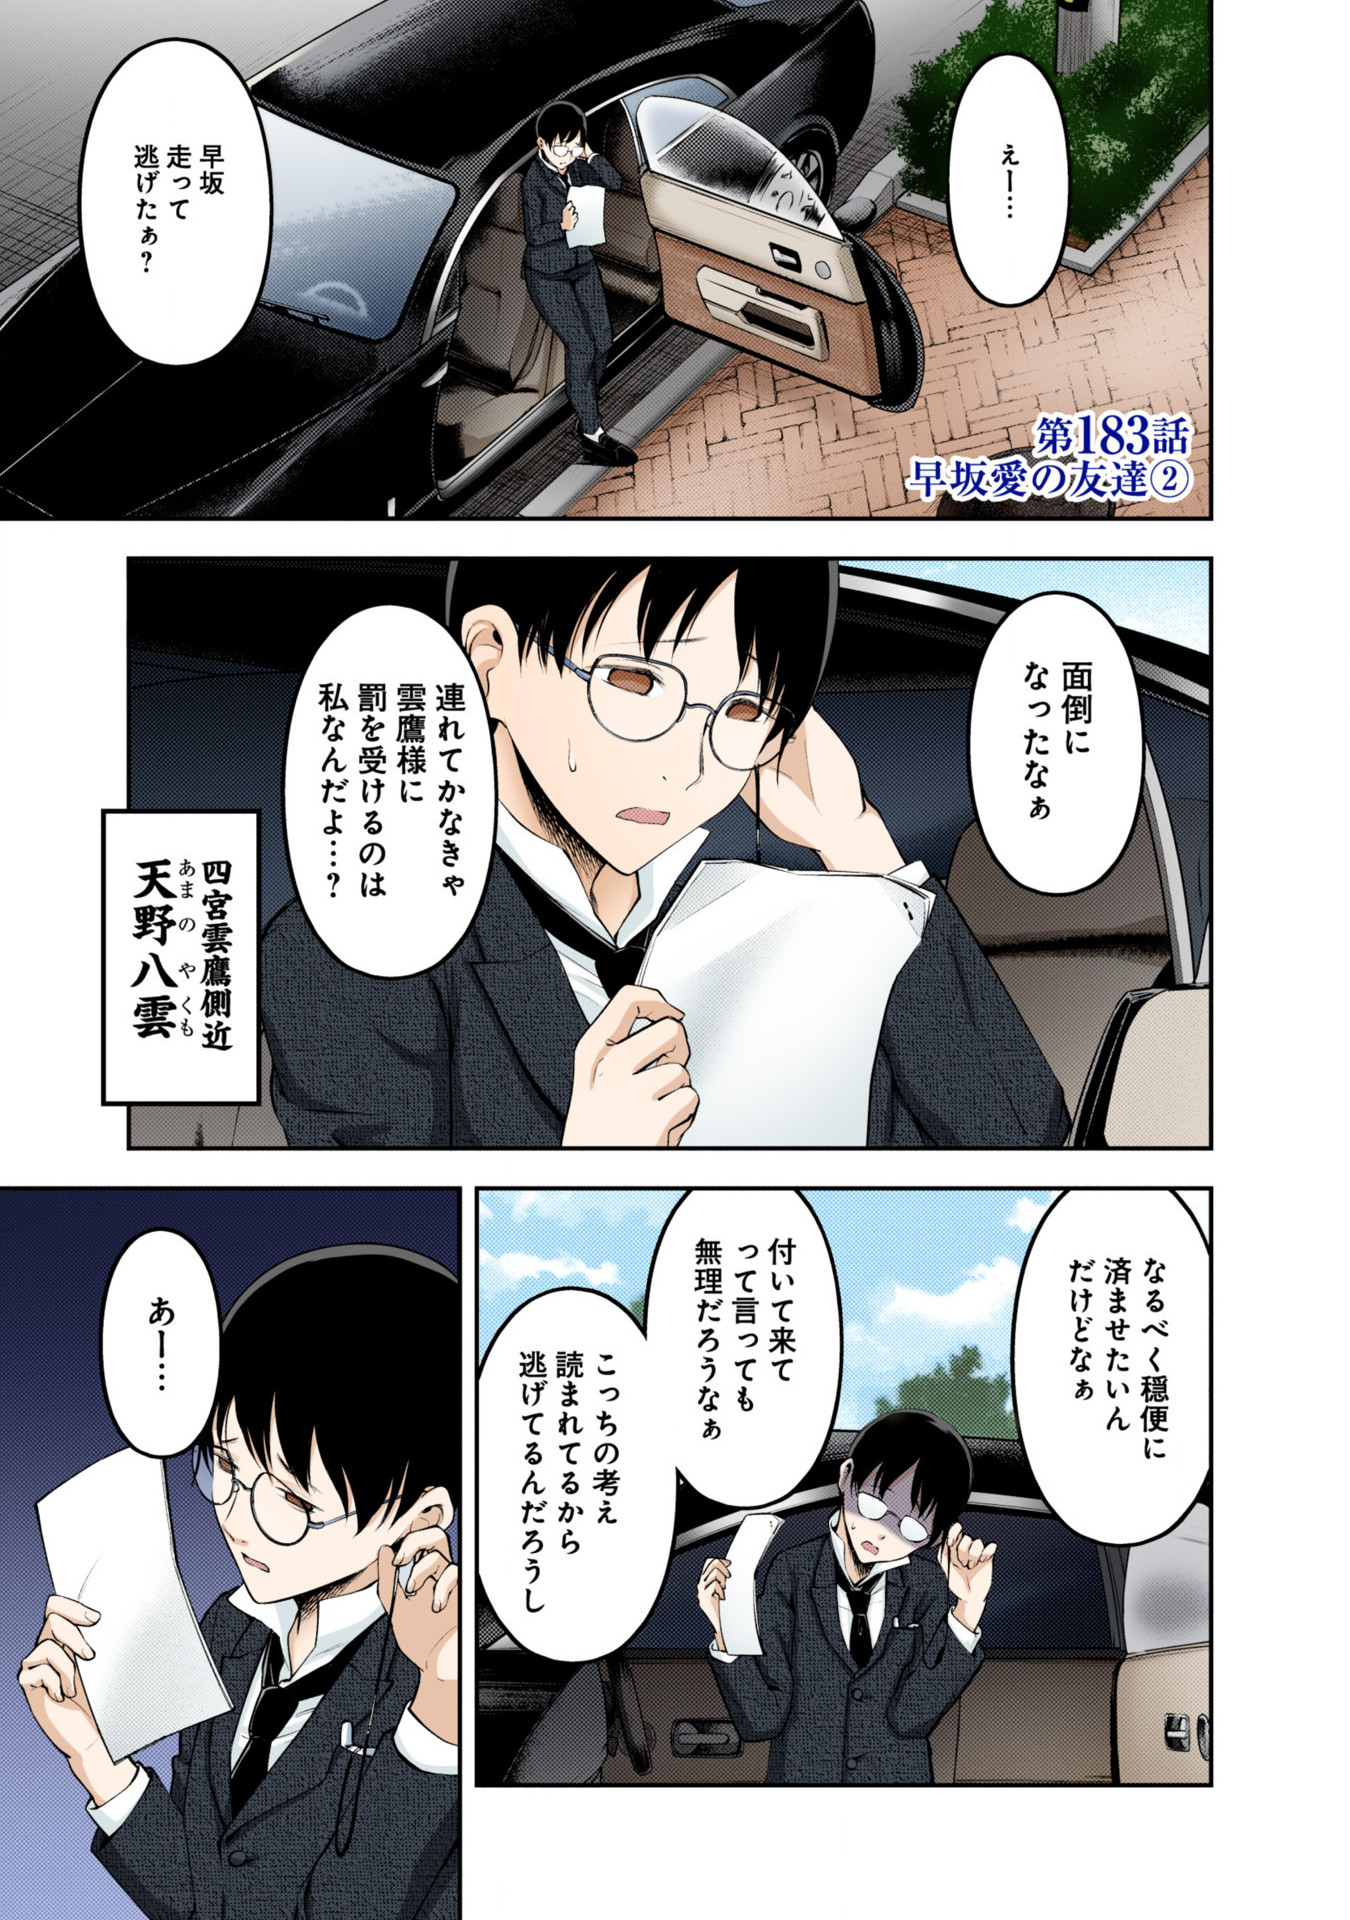 えー…
早坂
走って
逃げたぁ?
第183話
早坂愛の友達②
面倒に
なったなぁ
連れてかなきゃ
雲鷹様に
罰を受けるのは
私なんだよ…?
四宮雲鷹側近
天野八雲
あまのやくも
なるべく穏便に
済ませたいん
だけどなぁ
付いて来て
って言っても
無理だろうなぁ
こっちの考え
読まれてるから
逃げてるんだろうし
あー…